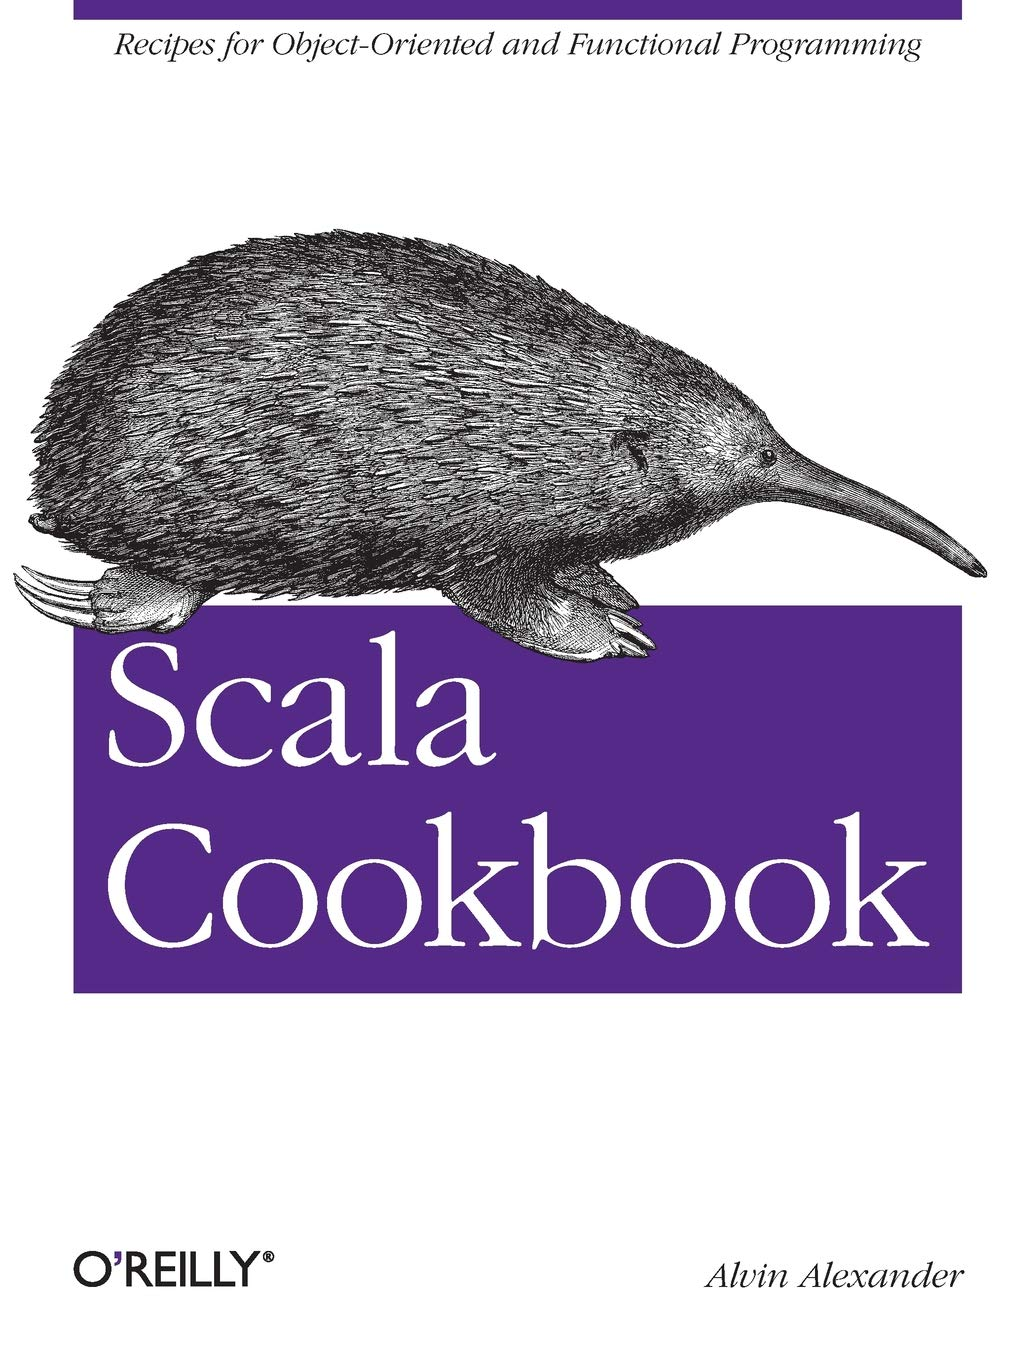 Recipes for Object-Oriented and Functional Programming
Scala
Cookbook
O'REILLY®
Alvin Alexander